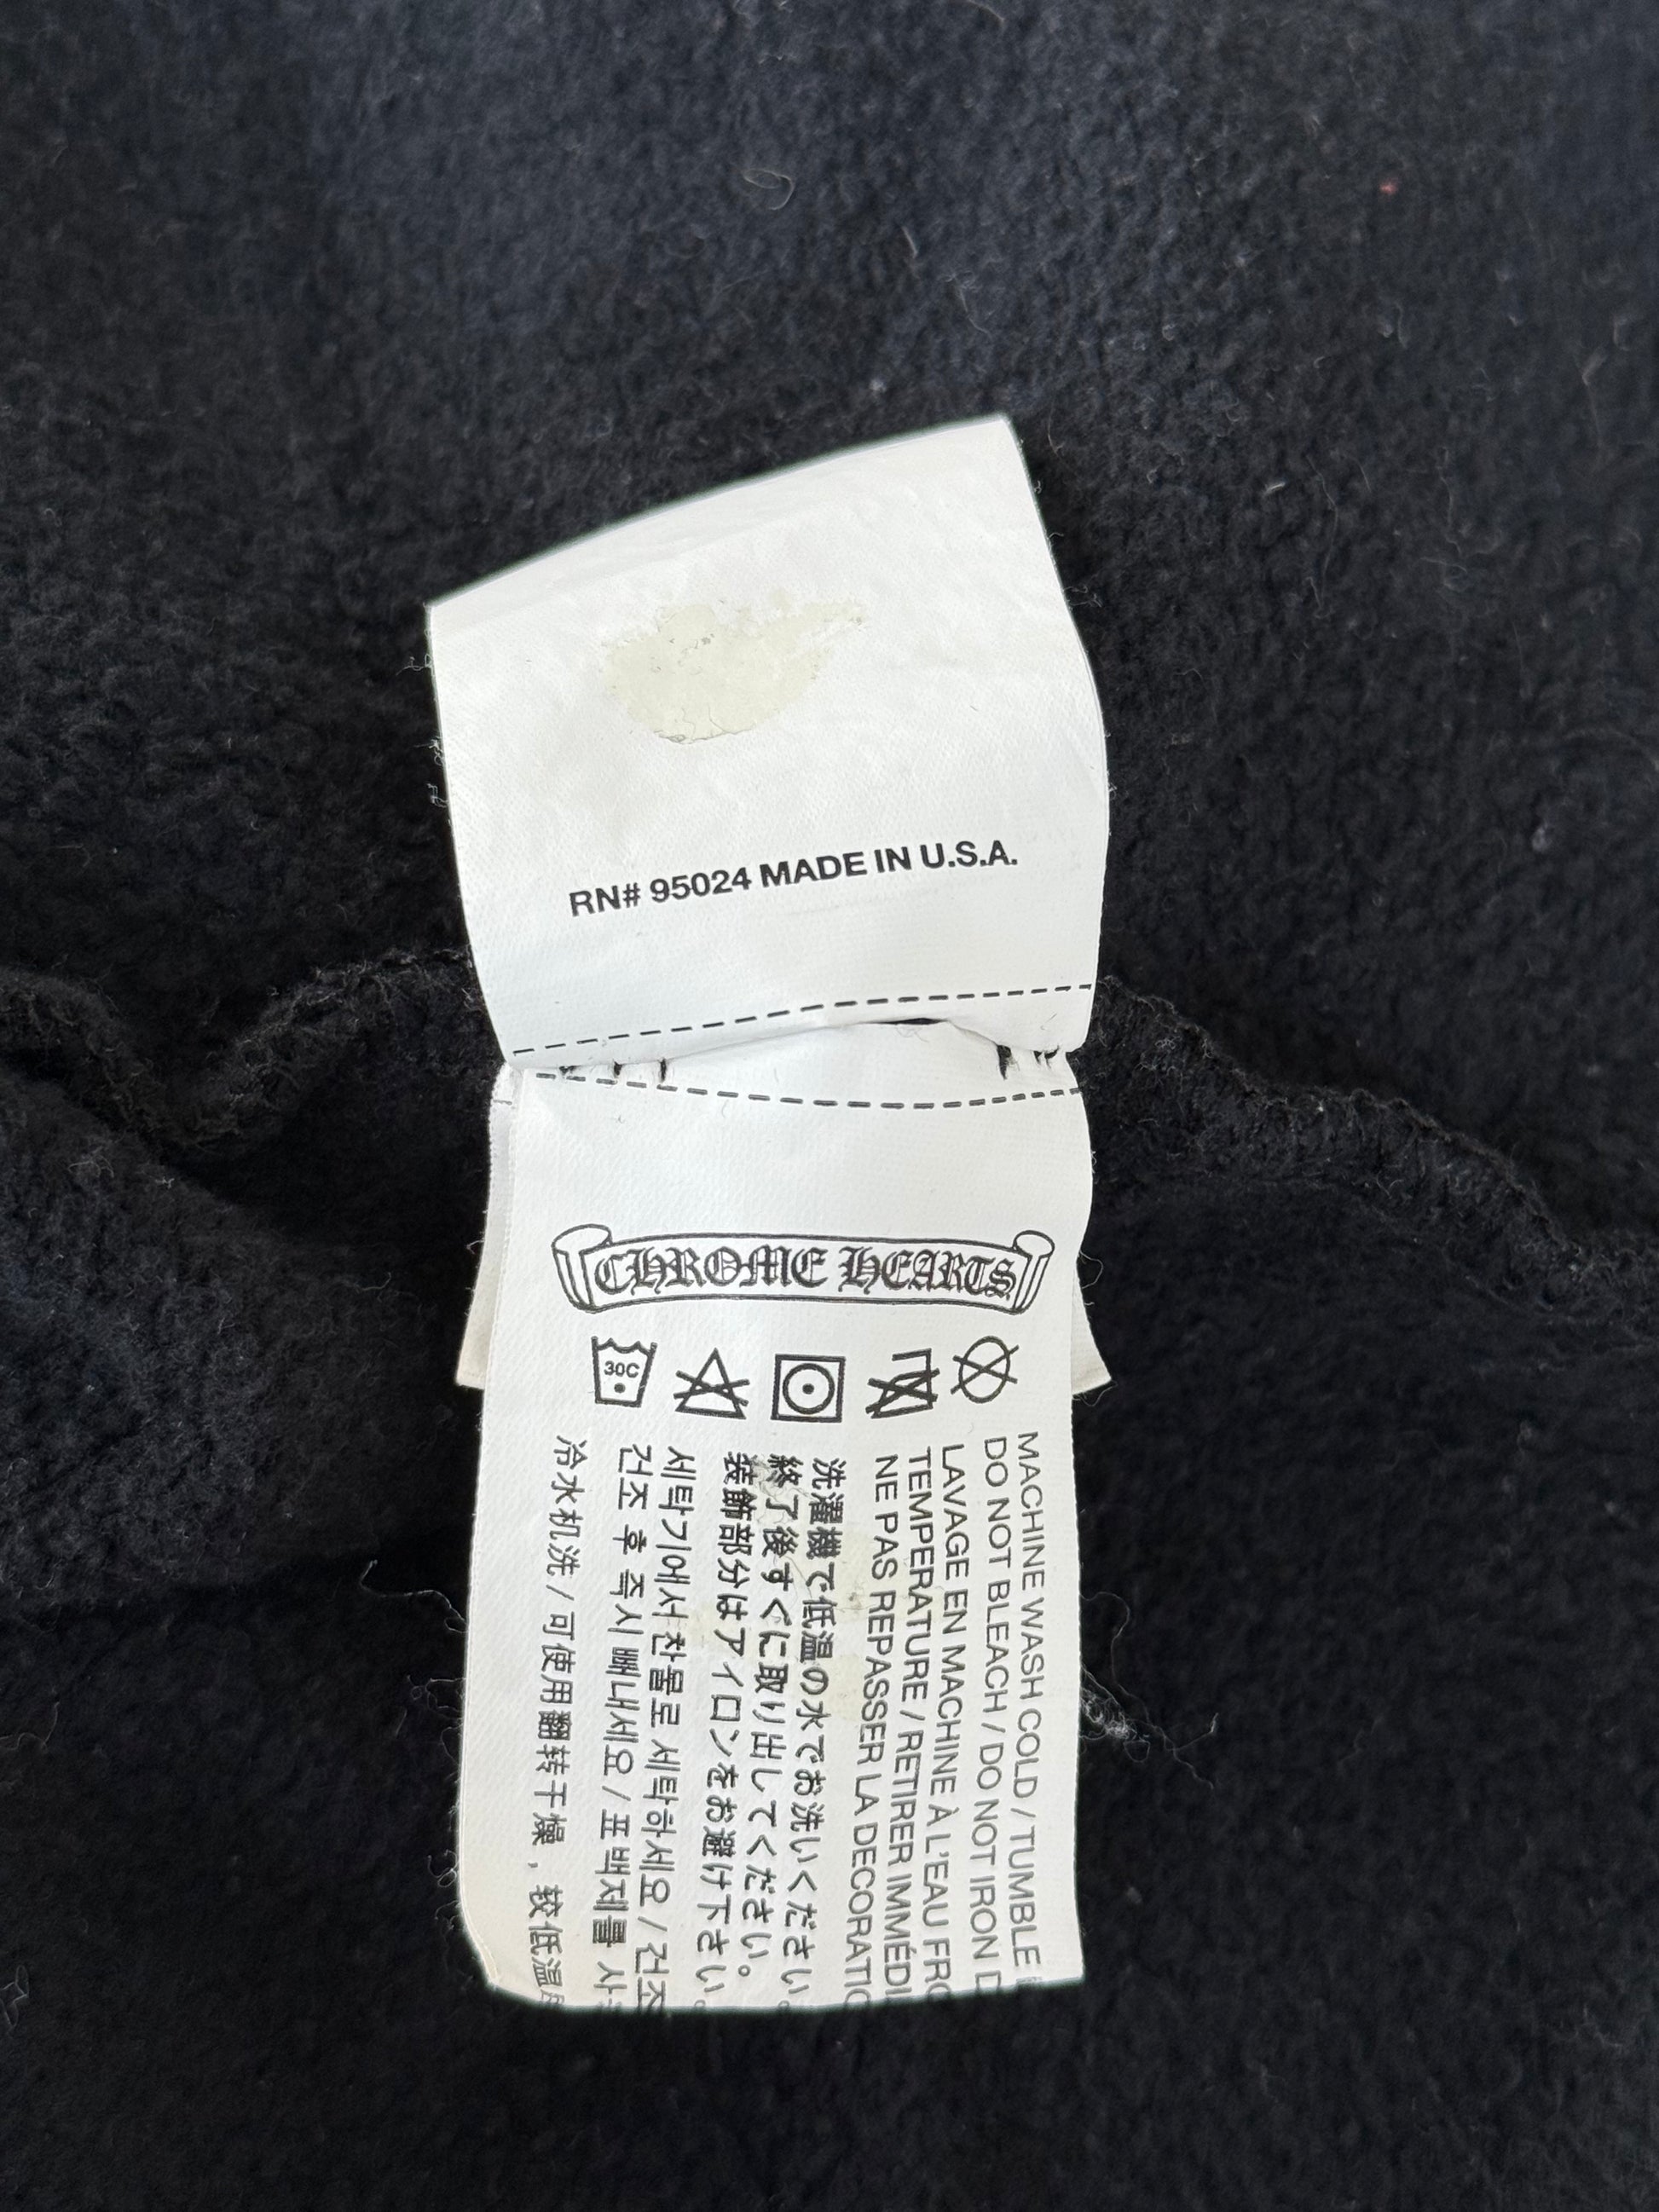 RN# 95024 MADE IN U.S.A.
CHROME HEARTS
30C
MACHINE WASH COLD / TUMBLE
DO NOT BLEACH / DO NOT IRON D
LAVAGE EN MACHINE À L'EAU FRO
TEMPERATURE / RETIRER IMMÉDI
NE PAS REPASSER LA DECORATIO
洗濯機で低温の水でお洗いください。
終了後すぐに取り出してください。
装飾部分はアイロンをお避け下さい。
세탁기에서 찬물로 세탁하세요 / 건조
건조 후 즉시 빼내세요 / 표백제를 사
冷水机洗 / 可使用翻转干燥，较低温